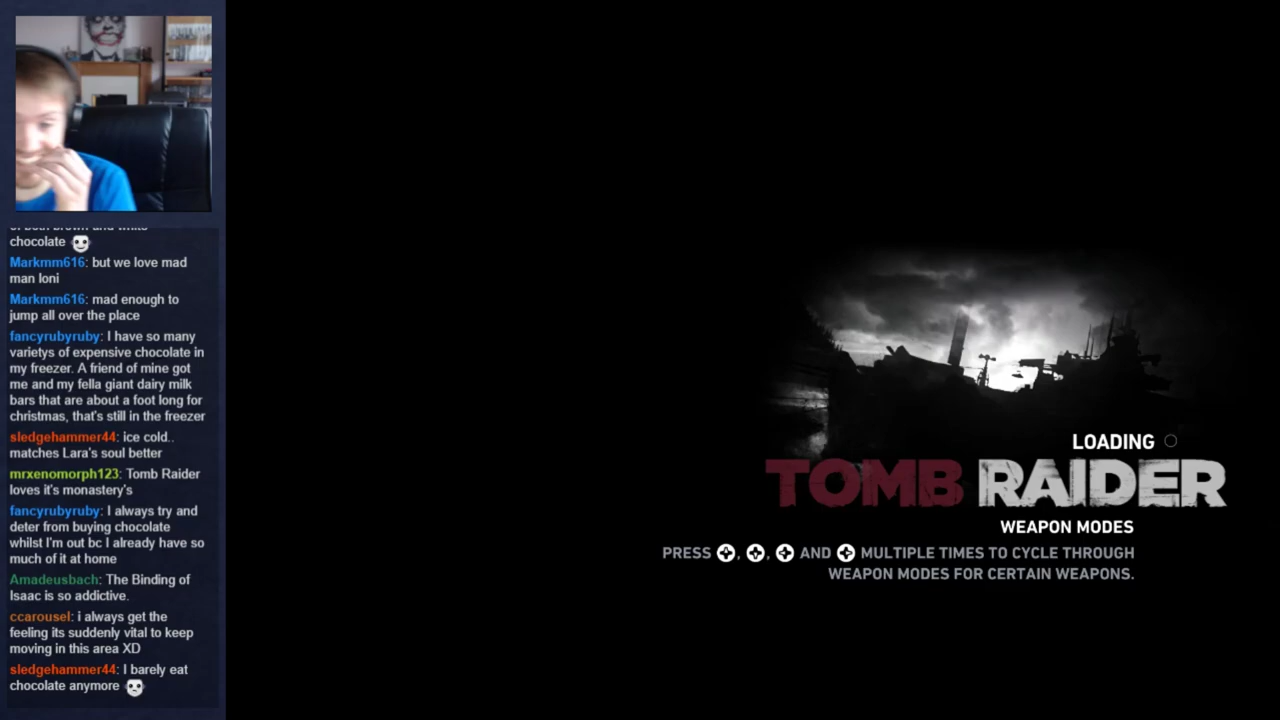 chocolate
Markmm616: but we love mad
man loni
Markmm616: mad enough to
jump all over the place
fancyrubyruby: I have so many
varietys of expensive chocolate in
my freezer. A friend of mine got
me and my fella giant dairy milk
bars that are about a foot long for
christmas, that's still in the freezer
sledgehammer44: ice cold..
matches Lara's soul better
mrxenomorph123: Tomb Raider
loves it's monastery's
fancyrubyruby: I always try and
deter from buying chocolate
whilst I'm out bc I already have so
much of it at home
Amadeusbach: The Binding of
Isaac is so addictive.
ccarousel: i always get the
feeling its suddenly vital to keep
moving in this area XD
sledgehammer44: I barely eat
chocolate anymore
LOADING
TOMB RAIDER
WEAPON MODES
PRESS , , AND MULTIPLE TIMES TO CYCLE THROUGH
WEAPON MODES FOR CERTAIN WEAPONS.